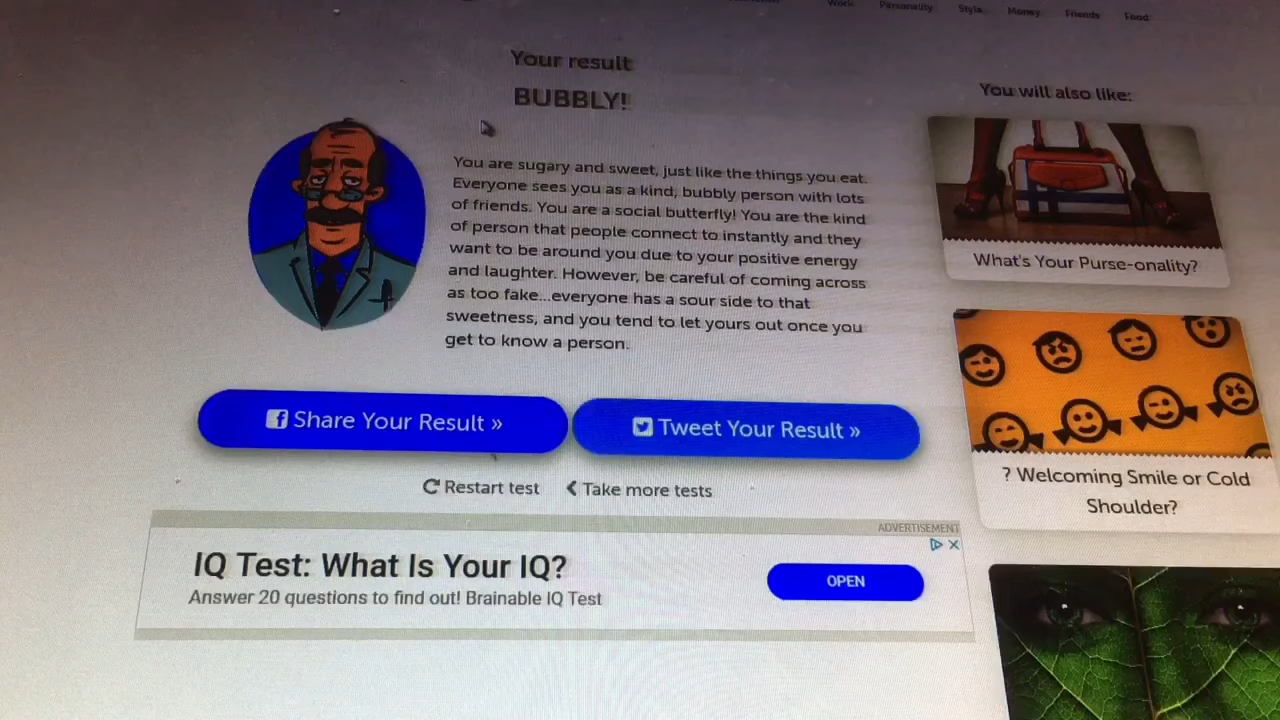 Work Personality Style Money Friends Food
Your result
BUBBLY!
You are sugary and sweet, just like the things you eat.
Everyone sees you as a kind, bubbly person with lots
of friends. You are a social butterfly! You are the kind
of person that people connect to instantly and they
want to be around you due to your positive energy
and laughter. However, be careful of coming across
as too fake...everyone has a sour side to that
sweetness, and you tend to let yours out once you
get to know a person.
Share Your Result »
Tweet Your Result »
Restart test
Take more tests
ADVERTISEMENT
IQ Test: What Is Your IQ?
Answer 20 questions to find out! Brainable IQ Test
OPEN
You will also like:
What's Your Purse-onality?
? Welcoming Smile or Cold
Shoulder?